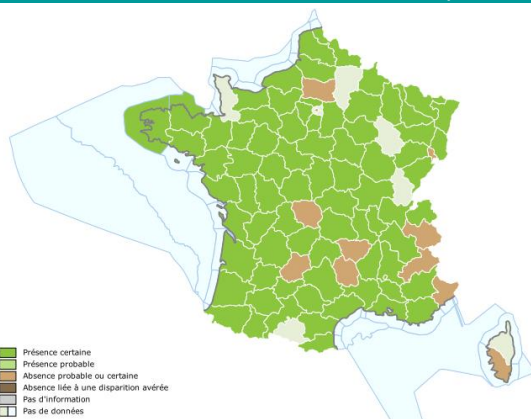 Présence certaine
Présence probable
Absence probable ou certaine
Absence liée à une disparition avérée
Pas d'information
Pas de données